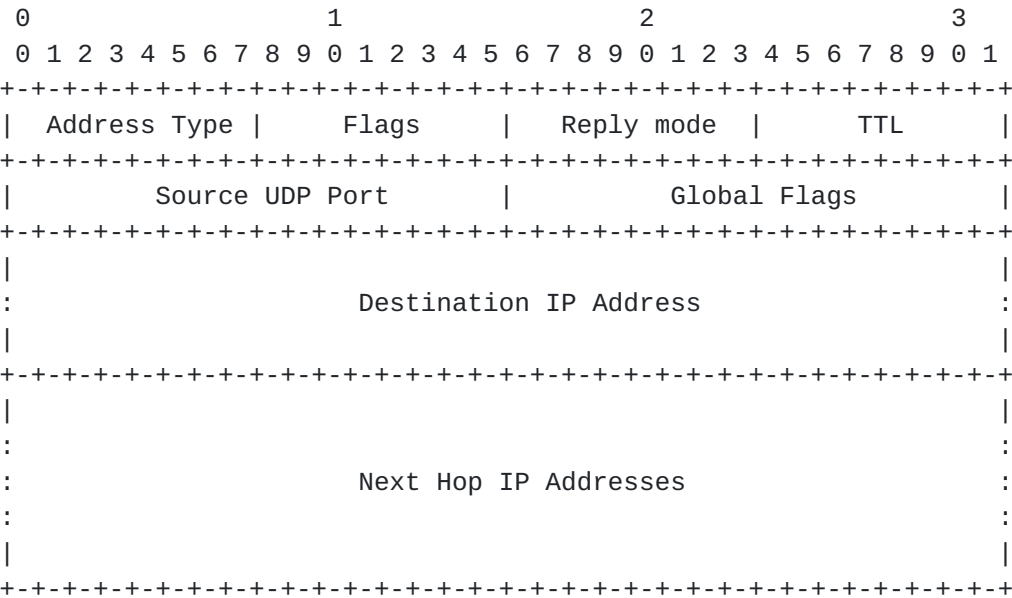 0                   1                   2                   3
 0 1 2 3 4 5 6 7 8 9 0 1 2 3 4 5 6 7 8 9 0 1 2 3 4 5 6 7 8 9 0 1
+-+-+-+-+-+-+-+-+-+-+-+-+-+-+-+-+-+-+-+-+-+-+-+-+-+-+-+-+-+-+-+-+
|  Address Type |     Flags     |   Reply mode  |      TTL      |
+-+-+-+-+-+-+-+-+-+-+-+-+-+-+-+-+-+-+-+-+-+-+-+-+-+-+-+-+-+-+-+-+
|         Source UDP Port       |          Global Flags         |
+-+-+-+-+-+-+-+-+-+-+-+-+-+-+-+-+-+-+-+-+-+-+-+-+-+-+-+-+-+-+-+-+
|                                                               |
:                      Destination IP Address                   :
|                                                               |
+-+-+-+-+-+-+-+-+-+-+-+-+-+-+-+-+-+-+-+-+-+-+-+-+-+-+-+-+-+-+-+-+
|                                                               |
:                                                               :
:                      Next Hop IP Addresses                    :
:                                                               :
|                                                               |
+-+-+-+-+-+-+-+-+-+-+-+-+-+-+-+-+-+-+-+-+-+-+-+-+-+-+-+-+-+-+-+-+